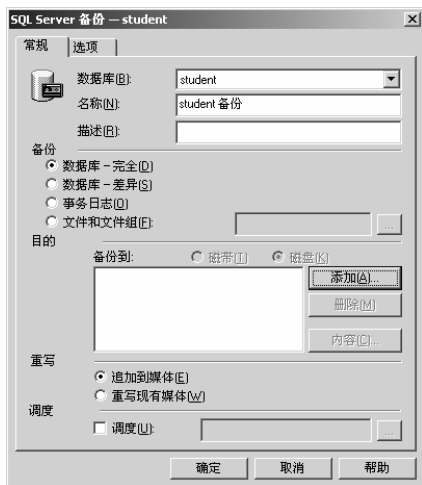 SQL Server 备份 — student
常规 选项
数据库(B): student
名称(N): student 备份
描述(R):
备份
数据库 – 完全(D)
数据库 – 差异(S)
事务日志(O)
文件和文件组(F): ...
目的
备份到: 磁带(T) 磁盘(K)
添加(A)...
删除(M)
内容(C)...
重写
追加到媒体(E)
重写现有媒体(W)
调度
调度(U): ...
确定 取消 帮助